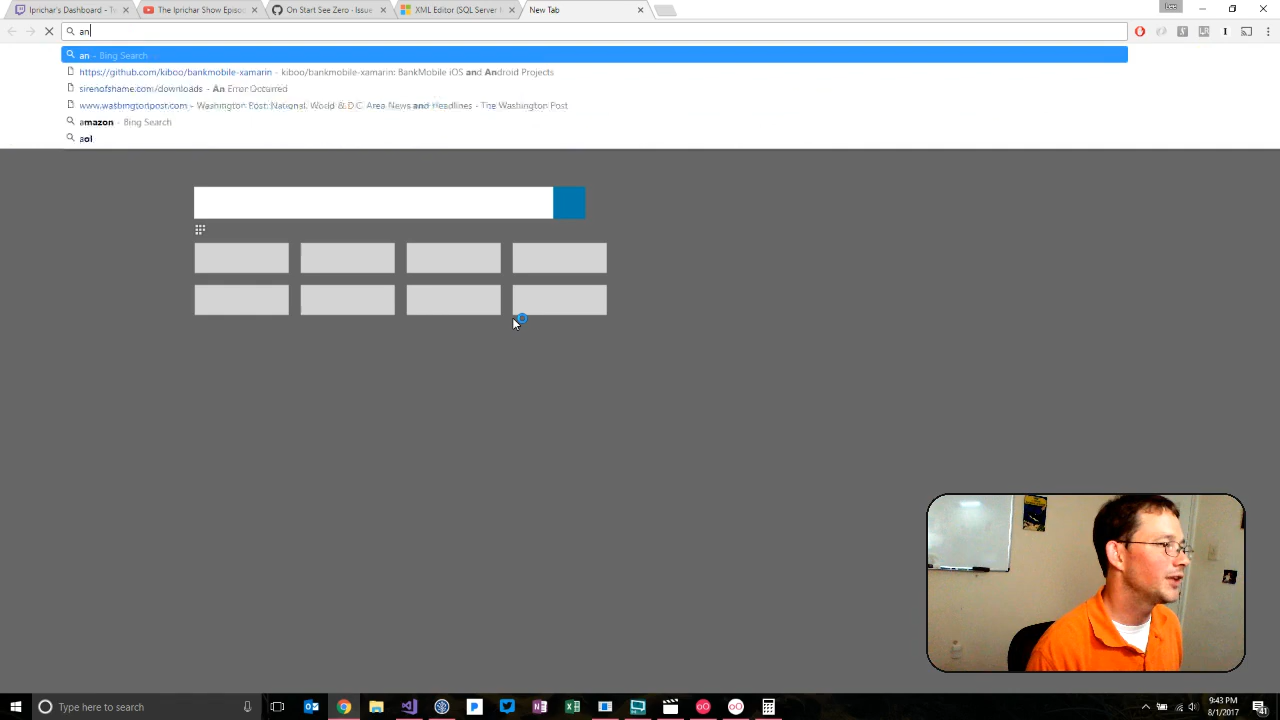 lprichar's Dashboard - T
The lprichar Show Episo
On Start See Zero · Issue
XML Editor (SQL Server
New Tab
an
an - Bing Search
https://github.com/kiboo/bankmobile-xamarin - kiboo/bankmobile-xamarin: BankMobile iOS and Android Projects
sirenofshame.com/downloads - An Error Occurred
www.washingtonpost.com - Washington Post: National, World & D.C. Area News and Headlines - The Washington Post
amazon - Bing Search
aol
Type here to search
9:43 PM
8/1/2017